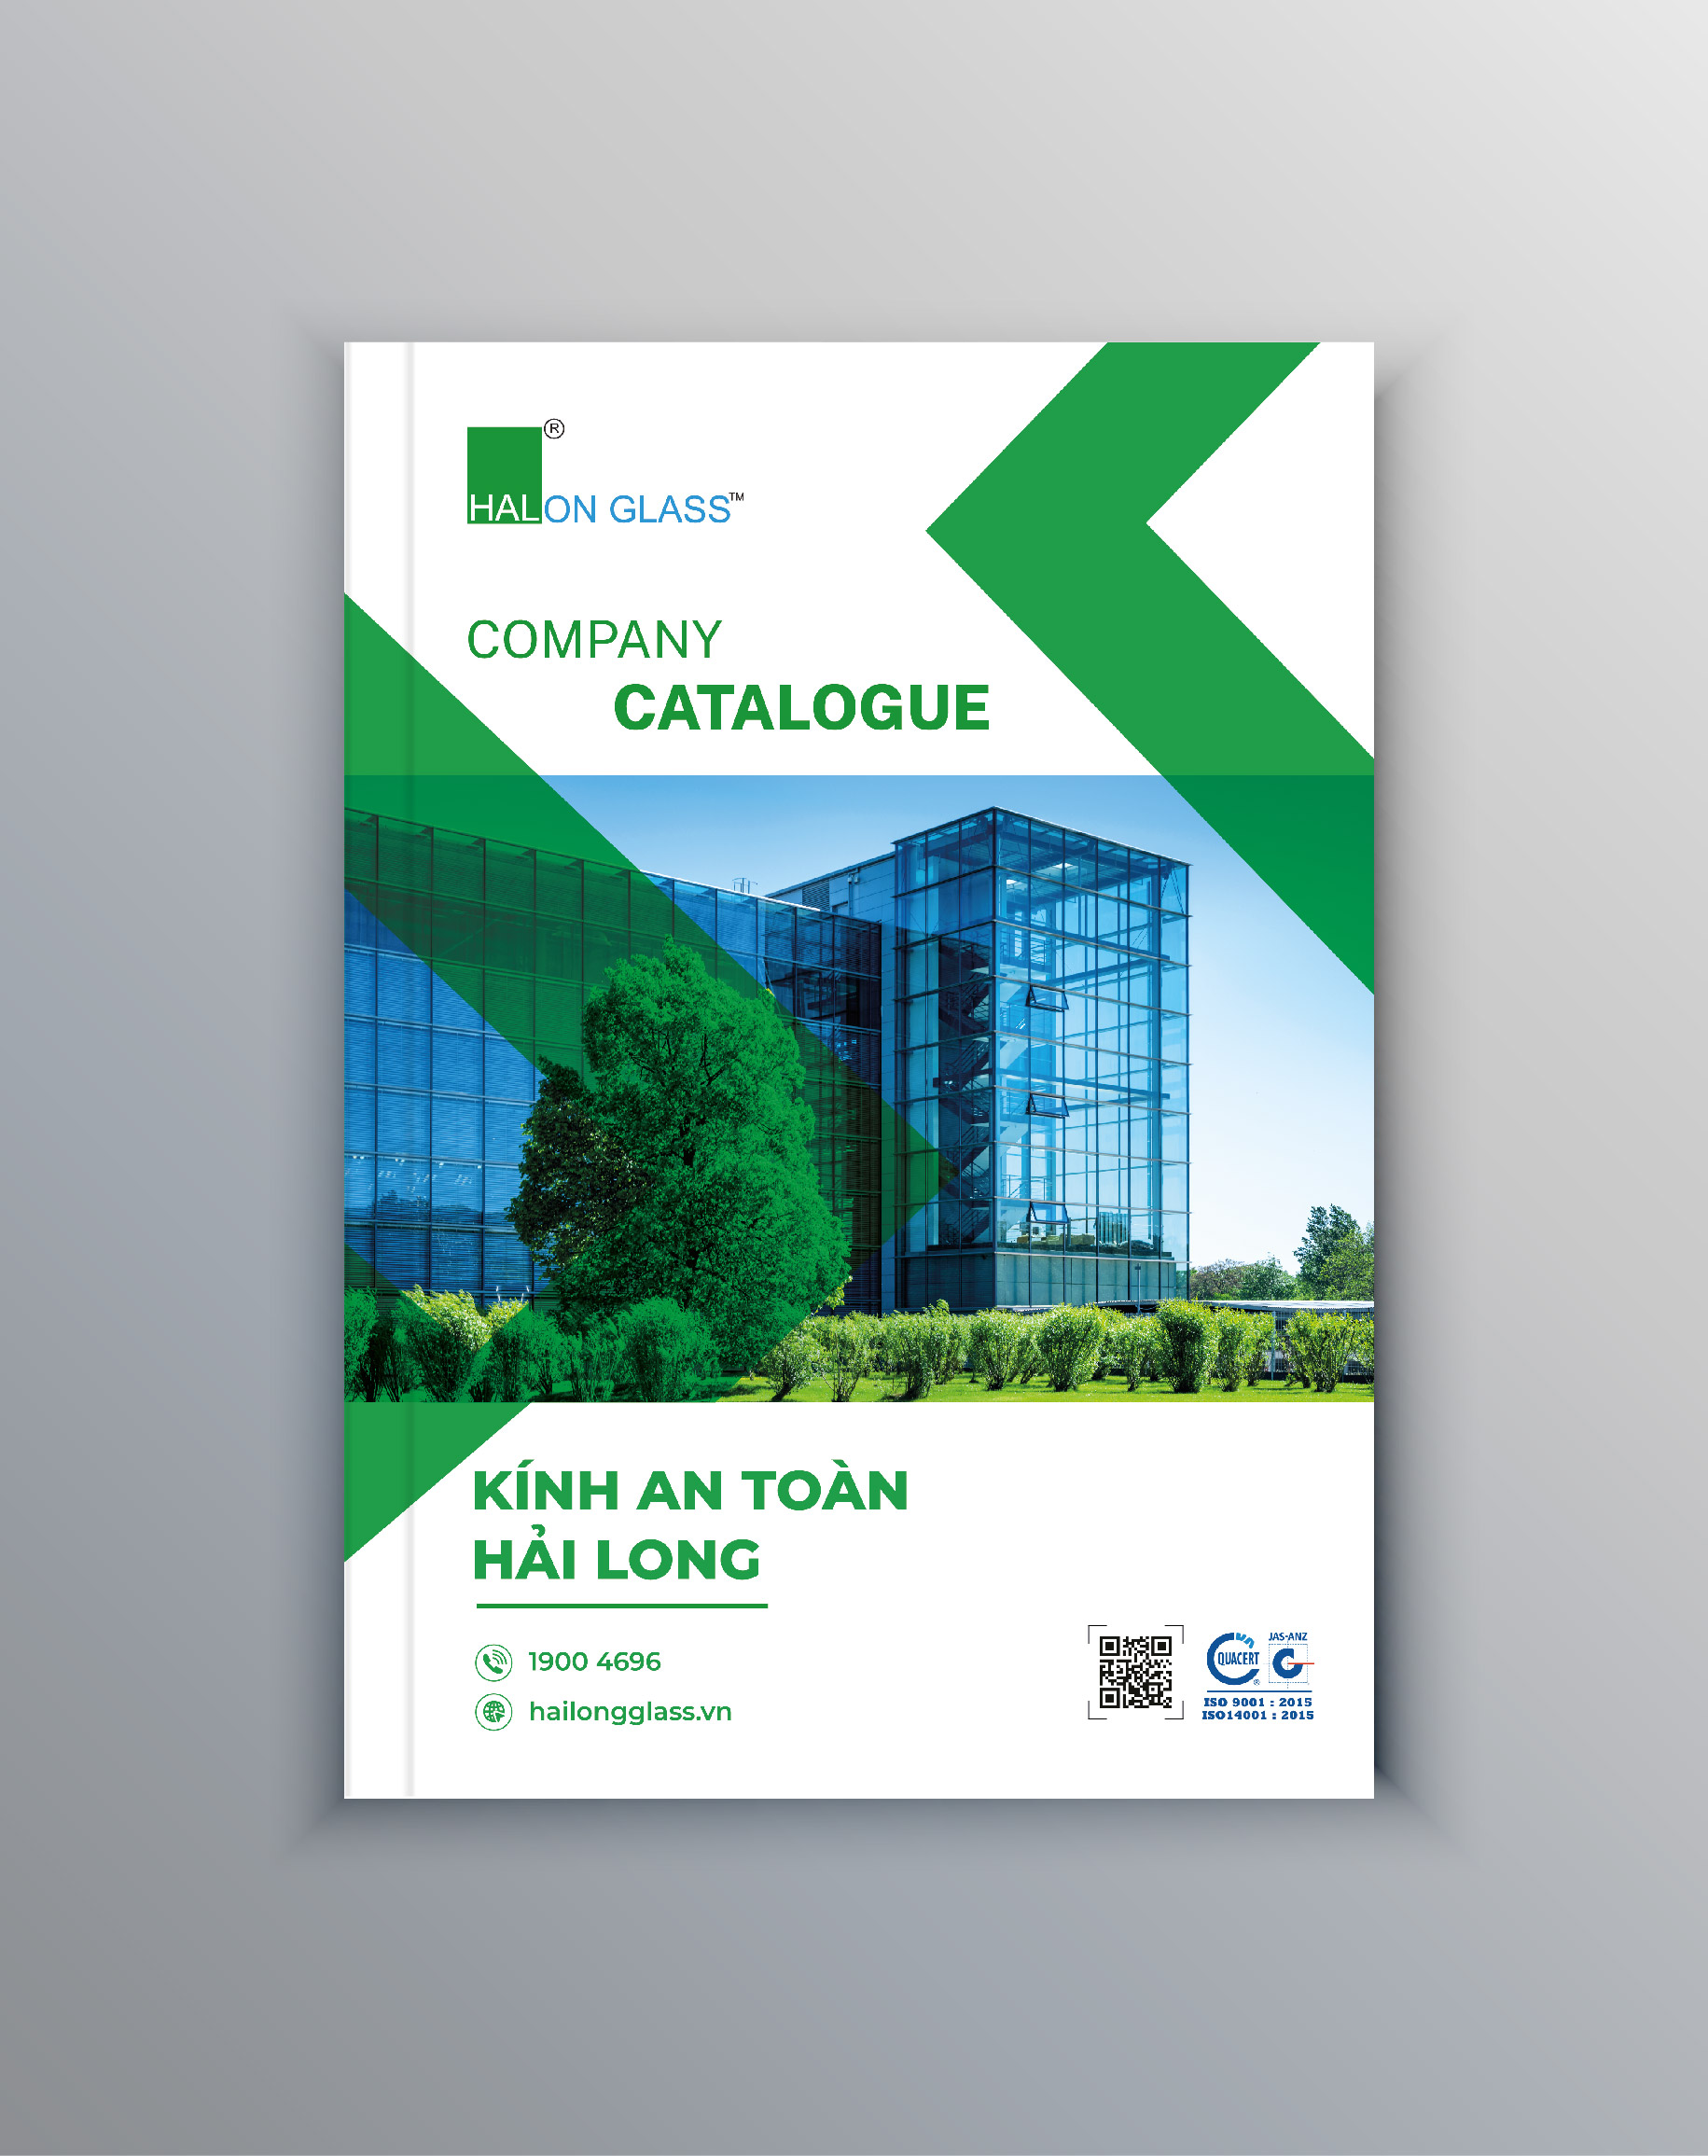 ®
HALON GLASS™
COMPANY
CATALOGUE
KÍNH AN TOÀN
HẢI LONG
1900 4696
hailongglass.vn
QUACERT ®
JAS-ANZ
ISO 9001 : 2015
ISO14001 : 2015